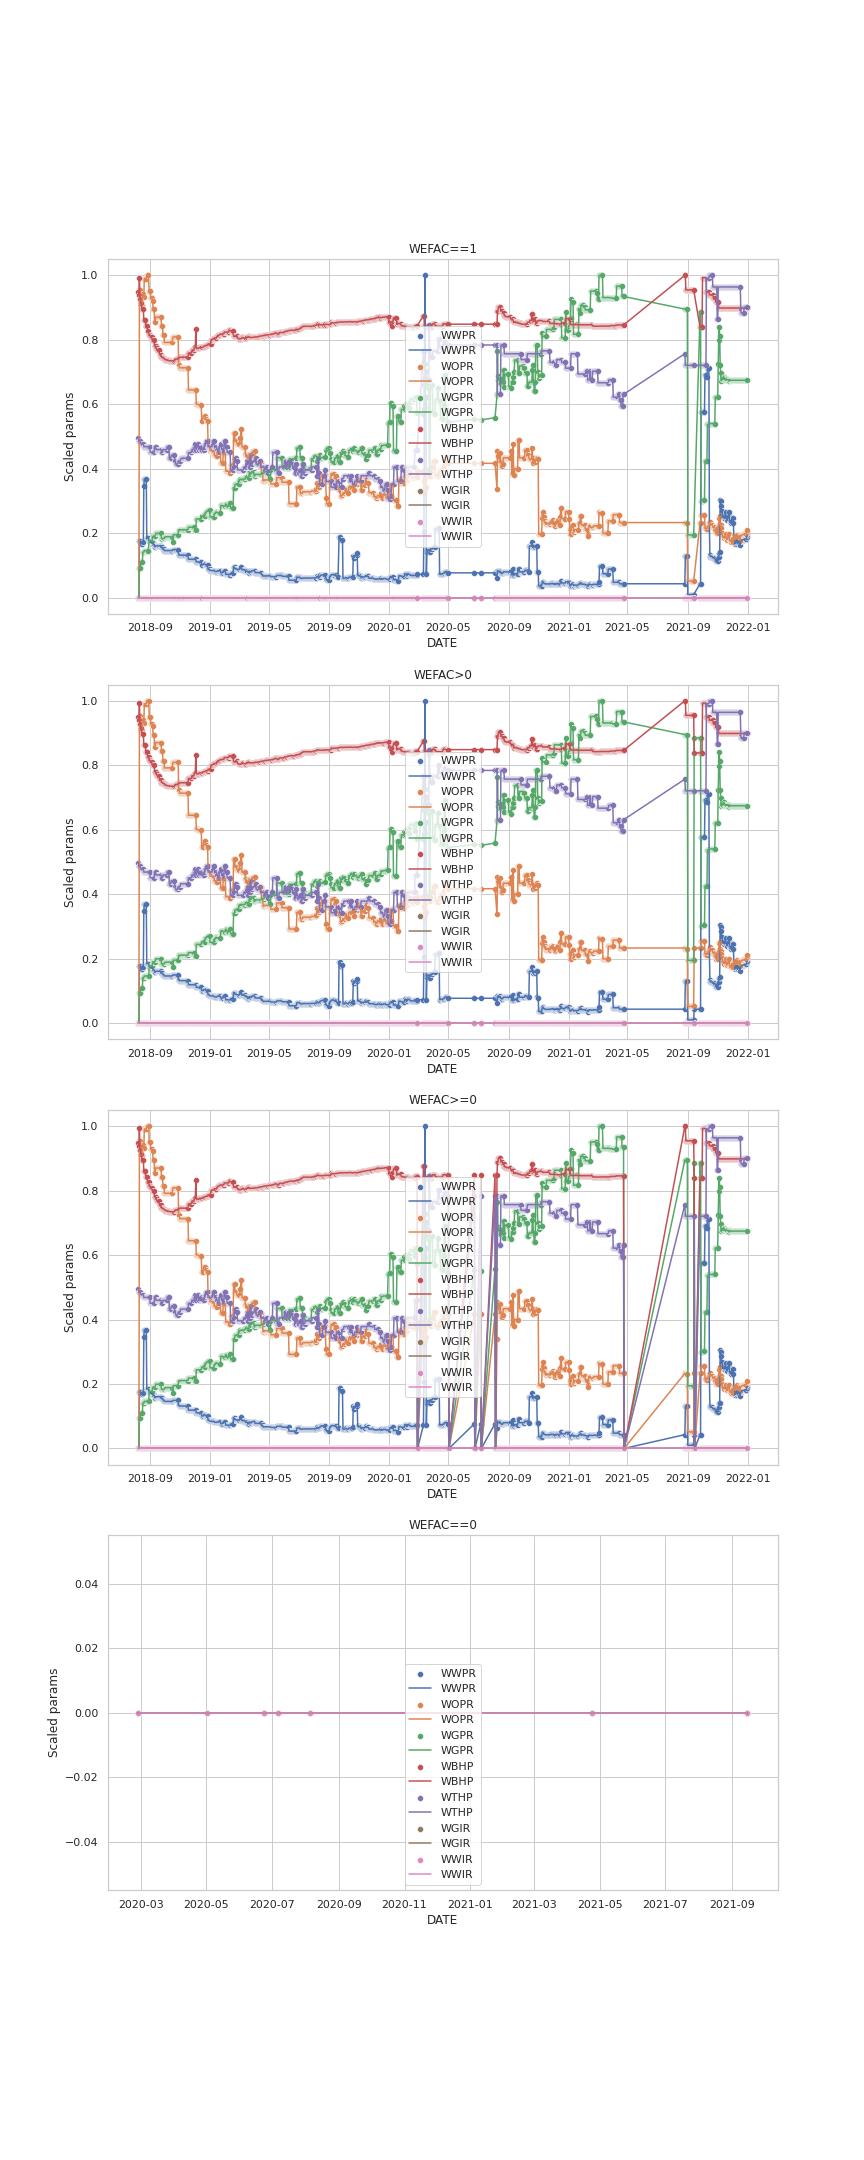 WEFAC==1
1.0
0.8
0.6
0.4
0.2
0.0
Scaled params
WWPR
WWPR
WOPR
WOPR
WGPR
WGPR
WBHP
WBHP
WTHP
WTHP
WGIR
WGIR
WWIR
WWIR
2018-09 2019-01 2019-05 2019-09 2020-01 2020-05 2020-09 2021-01 2021-05 2021-09 2022-01
DATE
WEFAC>0
1.0
0.8
0.6
0.4
0.2
0.0
Scaled params
WWPR
WWPR
WOPR
WOPR
WGPR
WGPR
WBHP
WBHP
WTHP
WTHP
WGIR
WGIR
WWIR
WWIR
2018-09 2019-01 2019-05 2019-09 2020-01 2020-05 2020-09 2021-01 2021-05 2021-09 2022-01
DATE
WEFAC>=0
1.0
0.8
0.6
0.4
0.2
0.0
Scaled params
WWPR
WWPR
WOPR
WOPR
WGPR
WGPR
WBHP
WBHP
WTHP
WTHP
WGIR
WGIR
WWIR
WWIR
2018-09 2019-01 2019-05 2019-09 2020-01 2020-05 2020-09 2021-01 2021-05 2021-09 2022-01
DATE
WEFAC==0
0.04
0.02
0.00
−0.02
−0.04
Scaled params
WWPR
WWPR
WOPR
WOPR
WGPR
WGPR
WBHP
WBHP
WTHP
WTHP
WGIR
WGIR
WWIR
WWIR
2020-03 2020-05 2020-07 2020-09 2020-11 2021-01 2021-03 2021-05 2021-07 2021-09
DATE